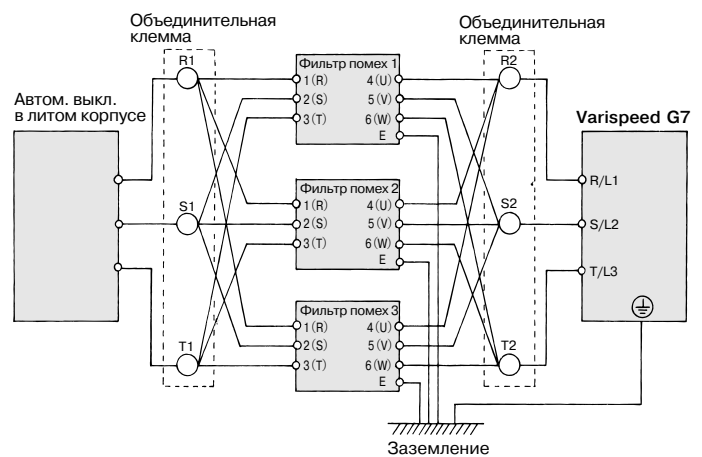 Объединительная
клемма
Объединительная
клемма
R1
R2
Фильтр помех 1
1(R)
4(U)
2(S)
5(V)
3(T)
6(W)
E
Автом. выкл.
в литом корпусе
Varispeed G7
R/L1
Фильтр помех 2
1(R)
4(U)
S1
S2
2(S)
5(V)
S/L2
3(T)
6(W)
E
T/L3
Фильтр помех 3
1(R)
4(U)
T1
T2
2(S)
5(V)
3(T)
6(W)
E
Заземление